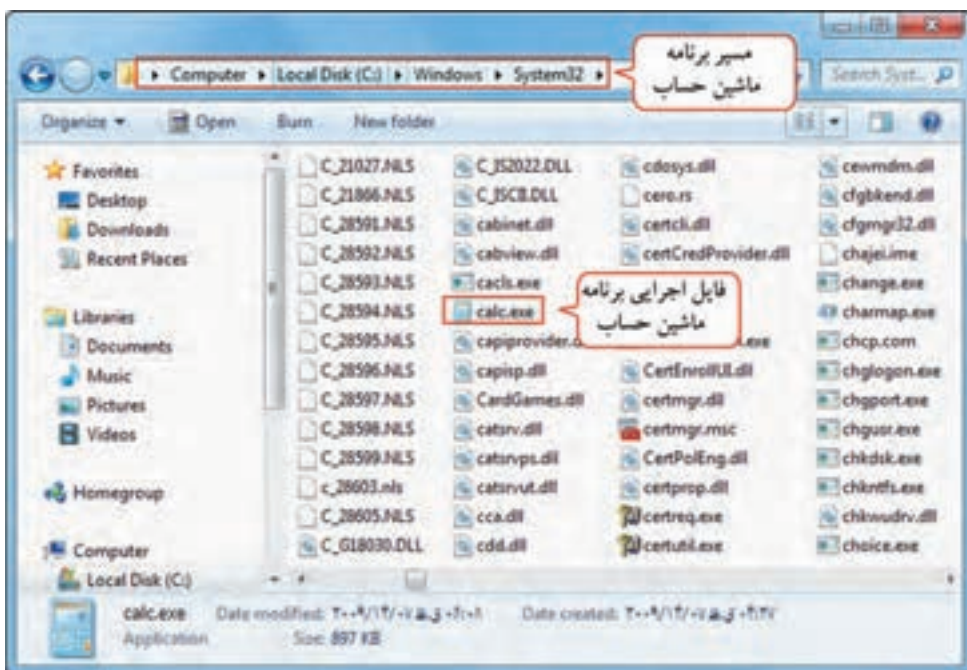 مسیر برنامه
ماشین حساب
Computer ▸ Local Disk (C:) ▸ Windows ▸ System32 ▸
Search Syst...
Organize Open Burn New folder
Favorites
Desktop
Downloads
Recent Places
Libraries
Documents
Music
Pictures
Videos
Homegroup
Computer
Local Disk (C:)
C_21027.NLS
C_21866.NLS
C_28591.NLS
C_28592.NLS
C_28593.NLS
C_28594.NLS
C_28595.NLS
C_28596.NLS
C_28597.NLS
C_28598.NLS
C_28599.NLS
c_28603.nls
C_28605.NLS
C_G18030.DLL
C_IS2022.DLL
C_ISCII.DLL
cabinet.dll
cabview.dll
cacls.exe
calc.exe
capiprovider.d
capisp.dll
CardGames.dll
catsrv.dll
catsrvps.dll
catsrvut.dll
cca.dll
cdd.dll
cdosys.dll
cero.rs
certcli.dll
certCredProvider.dll
فایل اجرایی برنامه
ماشین حساب
.exe
CertEnrollUI.dll
certmgr.dll
certmgr.msc
CertPolEng.dll
certprop.dll
certreq.exe
certutil.exe
cewmdm.dll
cfgbkend.dll
cfgmgr32.dll
chajei.ime
change.exe
charmap.exe
chcp.com
chglogon.exe
chgport.exe
chgusr.exe
chkdsk.exe
chkntfs.exe
chkwudrv.dll
choice.exe
calc.exe Date modified: Date created:
Application Size: 897 KB